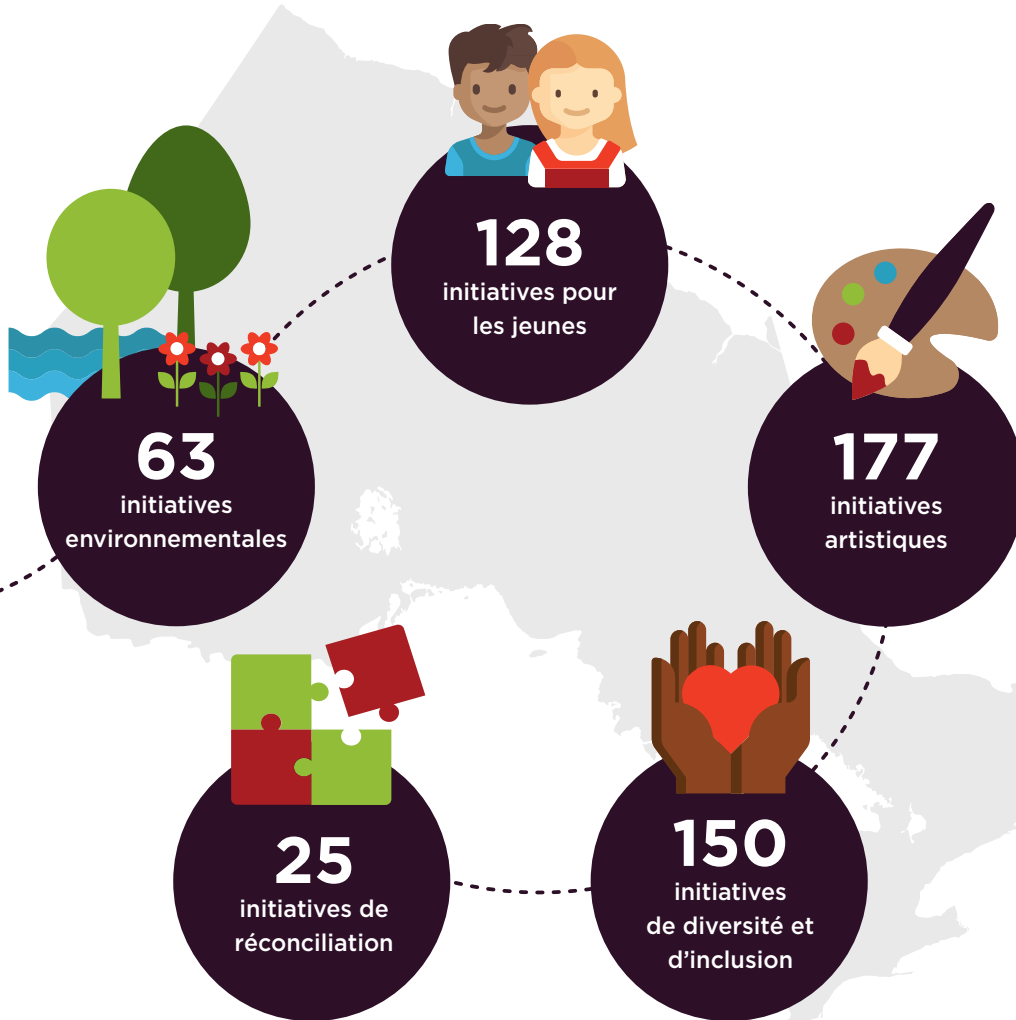 128
initiatives pour
les jeunes
63
initiatives
environnementales
177
initiatives
artistiques
25
initiatives de
réconciliation
150
initiatives
de diversité et
d’inclusion